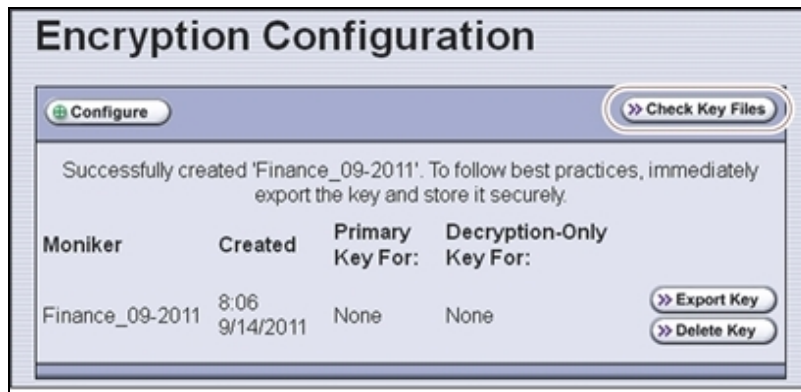 Encryption Configuration
Configure
Check Key Files
Successfully created 'Finance_09-2011'. To follow best practices, immediately
export the key and store it securely.
Moniker Created Primary Key For: Decryption-Only Key For:
Finance_09-2011 8:06 9/14/2011 None None
Export Key
Delete Key